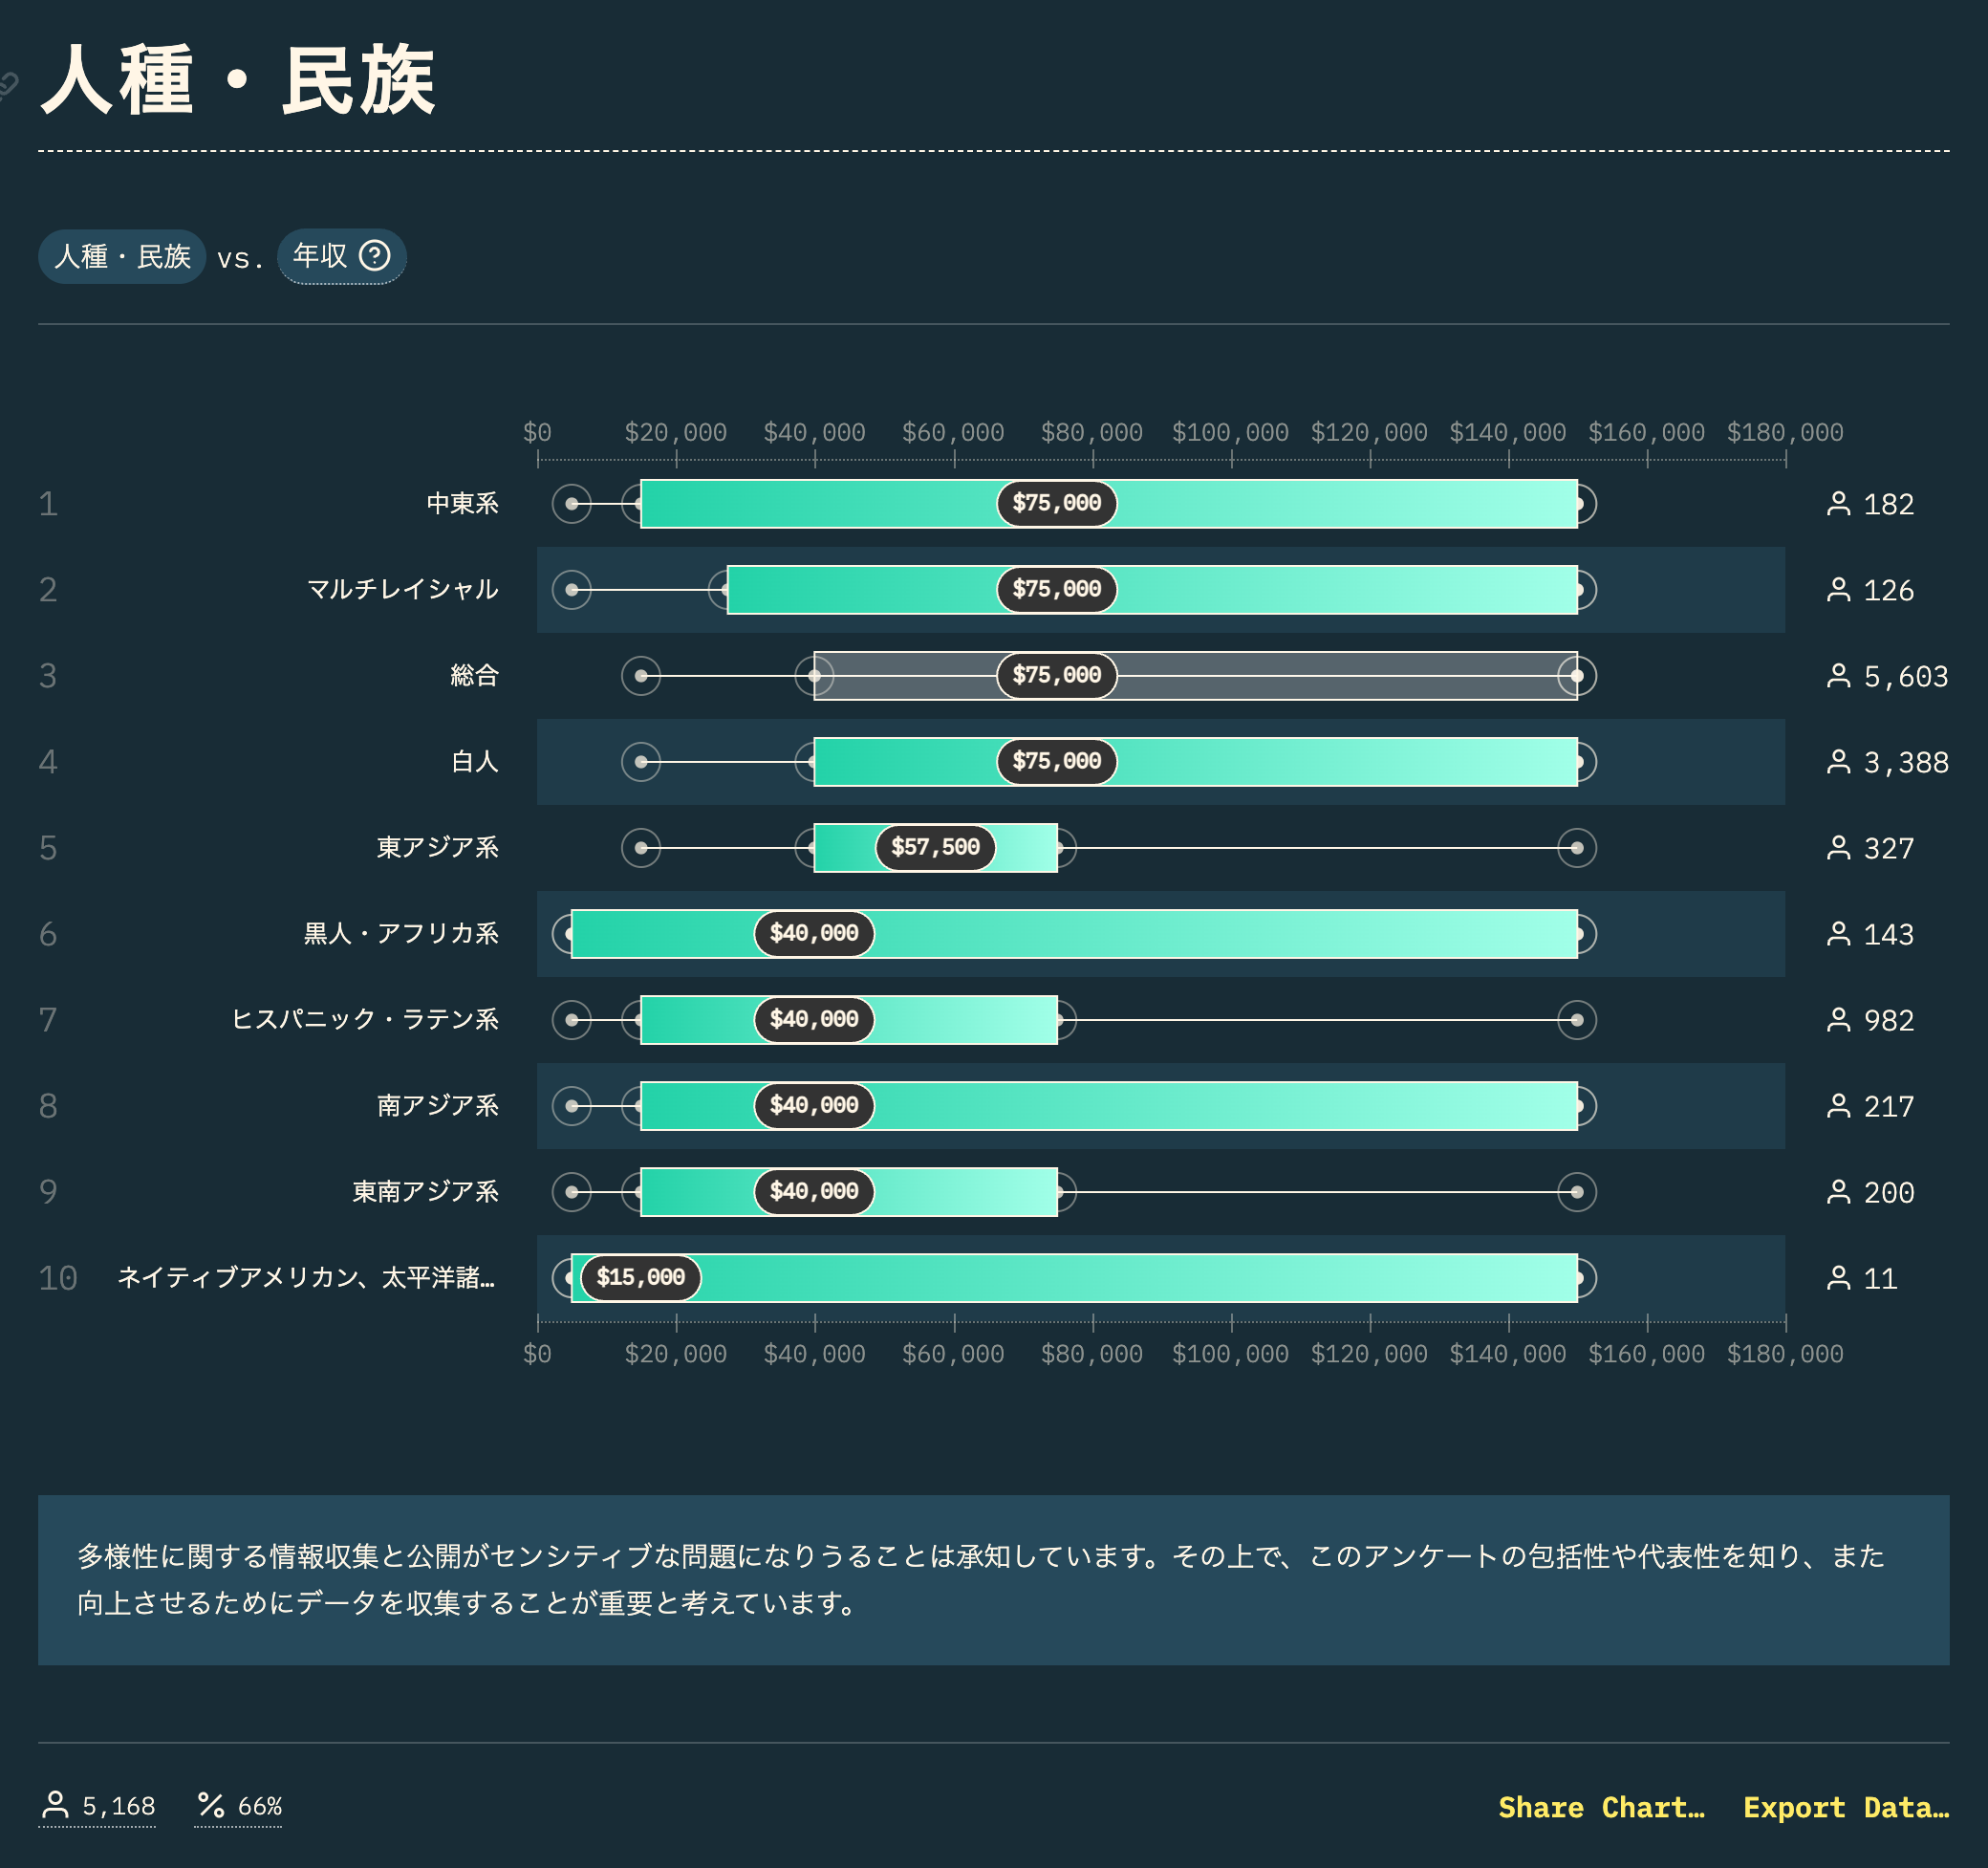 人種・民族
人種・民族 vs. 年収
$0 $20,000 $40,000 $60,000 $80,000 $100,000 $120,000 $140,000 $160,000 $180,000
1 中東系 $75,000 182
2 マルチレイシャル $75,000 126
3 総合 $75,000 5,603
4 白人 $75,000 3,388
5 東アジア系 $57,500 327
6 黒人・アフリカ系 $40,000 143
7 ヒスパニック・ラテン系 $40,000 982
8 南アジア系 $40,000 217
9 東南アジア系 $40,000 200
10 ネイティブアメリカン、太平洋諸… $15,000 11
$0 $20,000 $40,000 $60,000 $80,000 $100,000 $120,000 $140,000 $160,000 $180,000
多様性に関する情報収集と公開がセンシティブな問題になりうることは承知しています。その上で、このアンケートの包括性や代表性を知り、また
向上させるためにデータを収集することが重要と考えています。
5,168 % 66% Share Chart… Export Data…